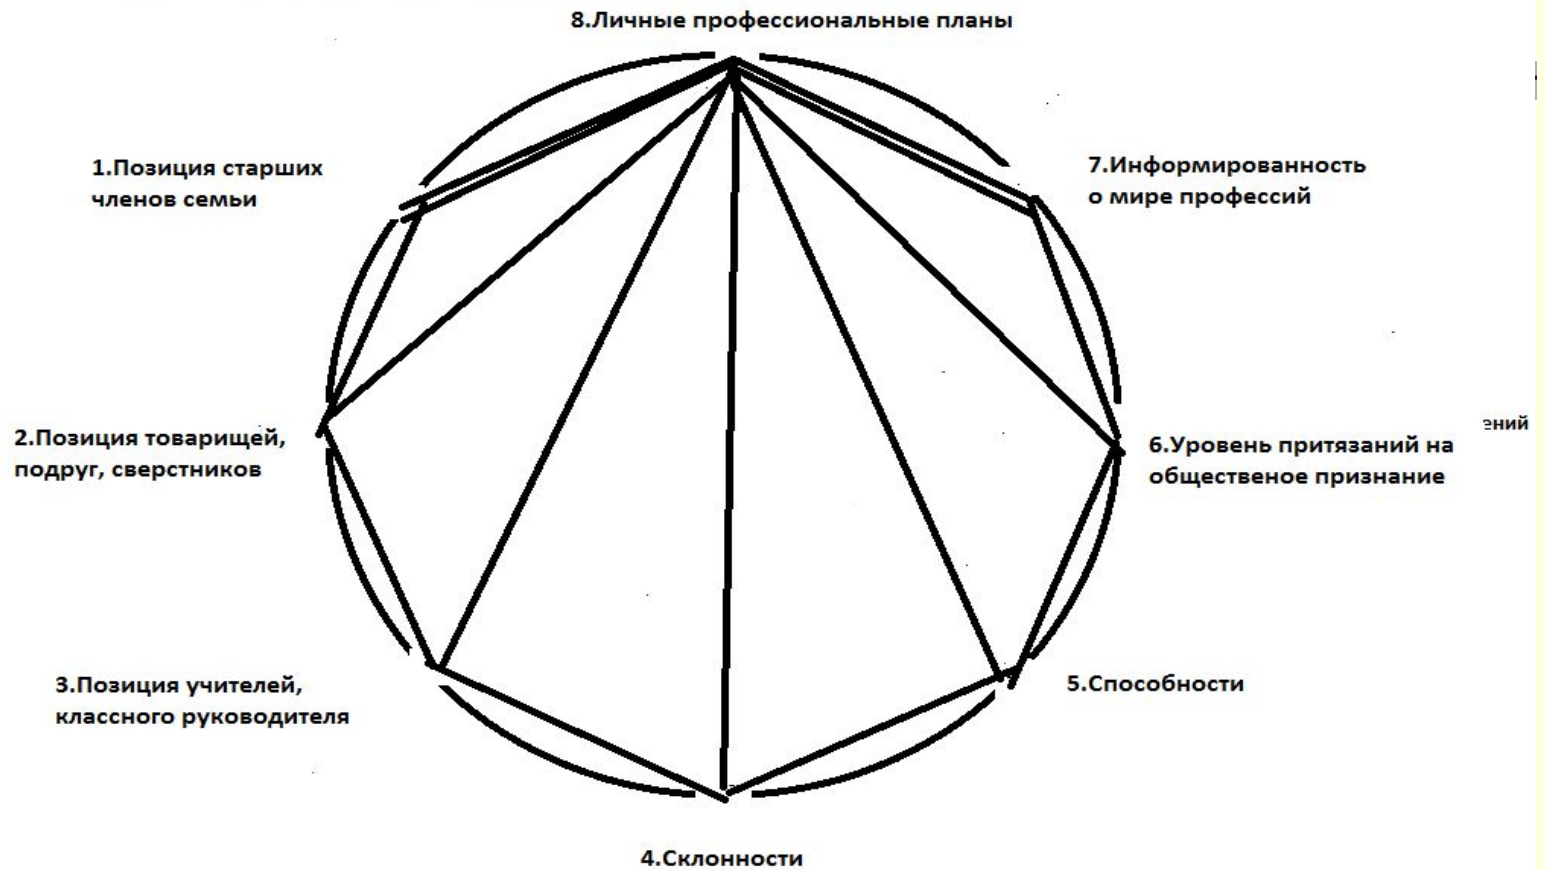 8.Личные профессиональные планы
1.Позиция старших
членов семьи
7.Информированность
о мире профессий
2.Позиция товарищей,
подруг, сверстников
6.Уровень притязаний на
общественое признание
ений
3.Позиция учителей,
классного руководителя
5.Способности
4.Склонности